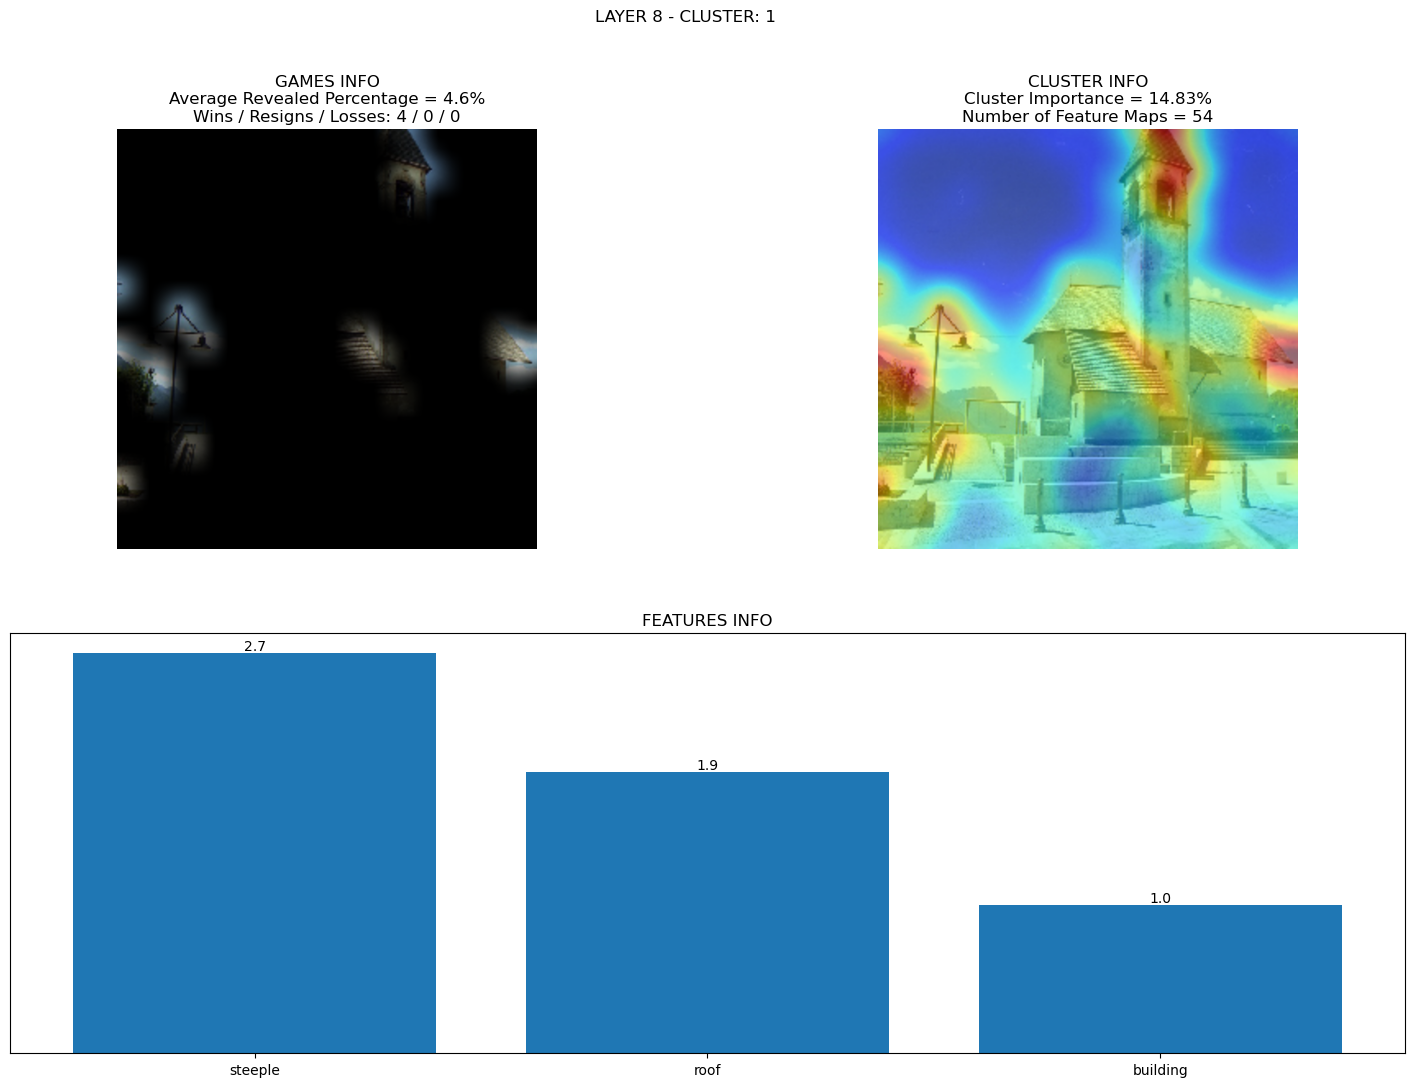 LAYER 8 - CLUSTER: 1
GAMES INFO
Average Revealed Percentage = 4.6%
Wins / Resigns / Losses: 4 / 0 / 0
CLUSTER INFO
Cluster Importance = 14.83%
Number of Feature Maps = 54
FEATURES INFO
2.7
1.9
1.0
steeple
roof
building